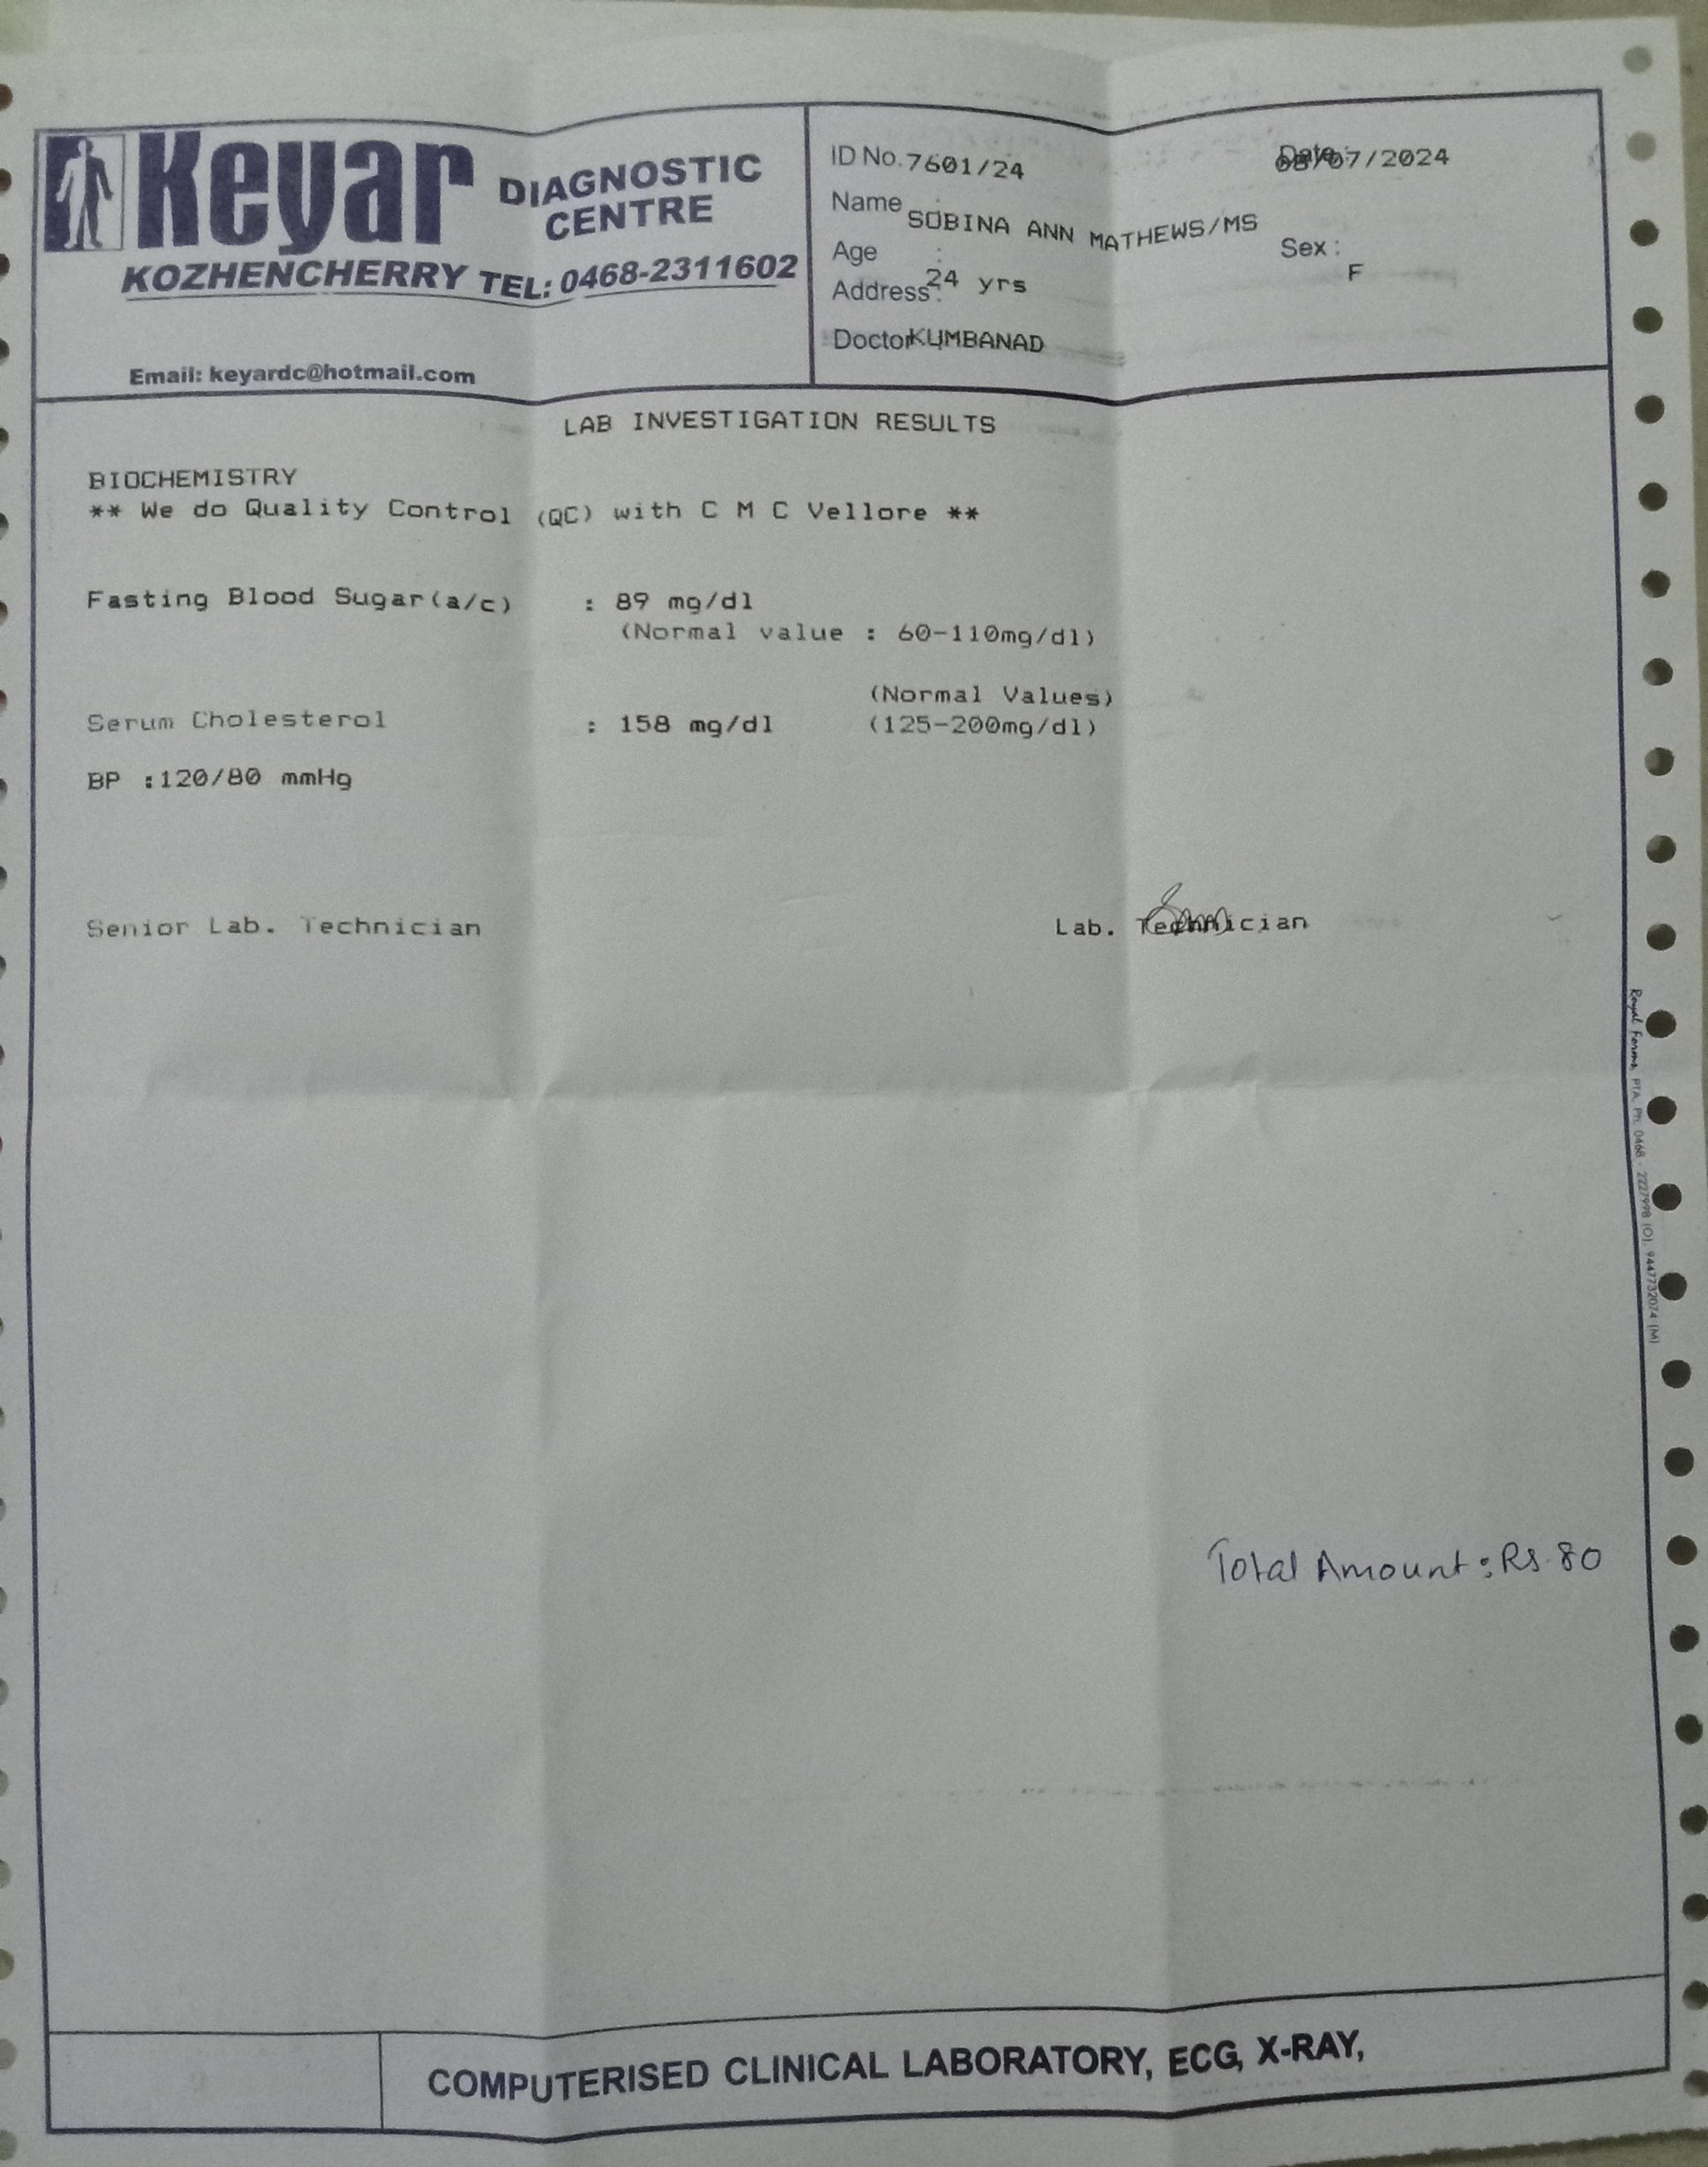 Keyar DIAGNOSTIC
CENTRE
KOZHENCHERRY TEL: 0468-2311602
Email: keyardc@hotmail.com
ID No. 7601/24
Date: 08/07/2024
Name : SOBINA ANN MATHEWS/MS
Age : 24 yrs
Sex : F
Address :
Doctor KUMBANAD
LAB INVESTIGATION RESULTS
BIOCHEMISTRY
** We do Quality Control (QC) with C M C Vellore **
Fasting Blood Sugar(a/c) : 89 mg/dl
(Normal value : 60-110mg/dl)
(Normal Values)
Serum Cholesterol : 158 mg/dl (125-200mg/dl)
BP :120/80 mmHg
Senior Lab. Technician Lab. Technician
Royal Forms, PTA. Ph: 0468 - 2227998 (O), 9447732074 (M)
Total Amount : Rs. 80
COMPUTERISED CLINICAL LABORATORY, ECG, X-RAY,